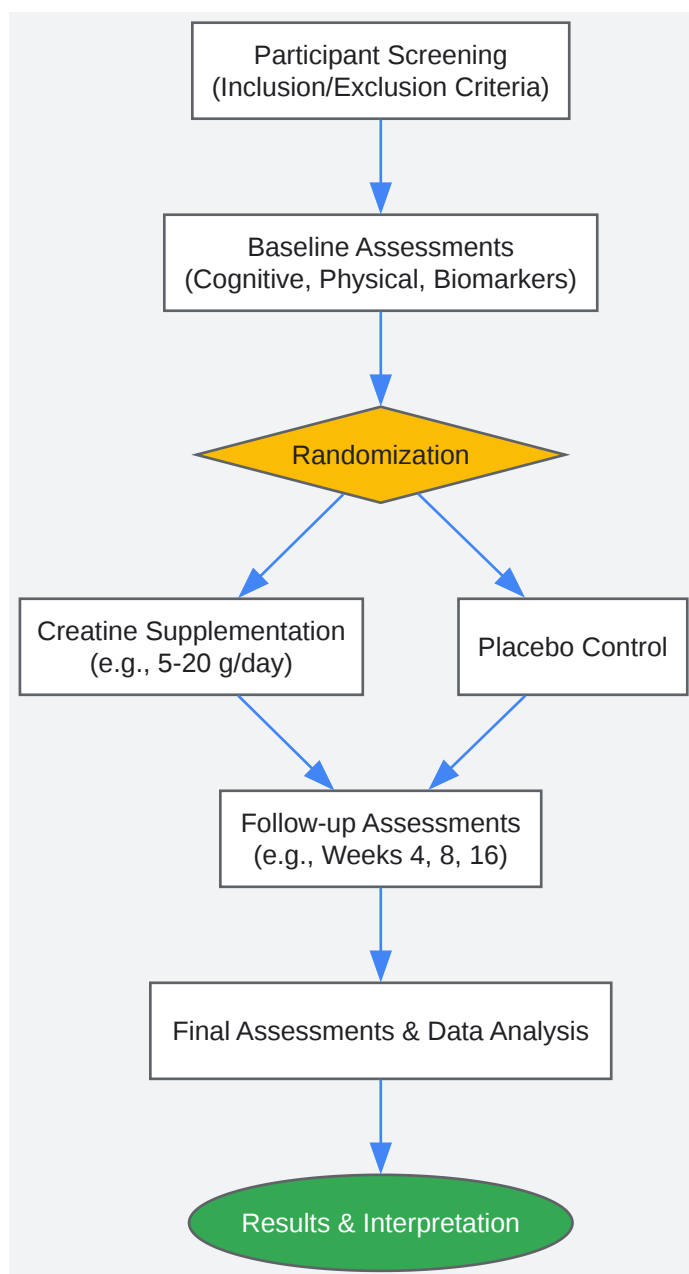 Participant Screening
(Inclusion/Exclusion Criteria)
Baseline Assessments
(Cognitive, Physical, Biomarkers)
Randomization
Creatine Supplementation
(e.g., 5-20 g/day)
Placebo Control
Follow-up Assessments
(e.g., Weeks 4, 8, 16)
Final Assessments & Data Analysis
Results & Interpretation